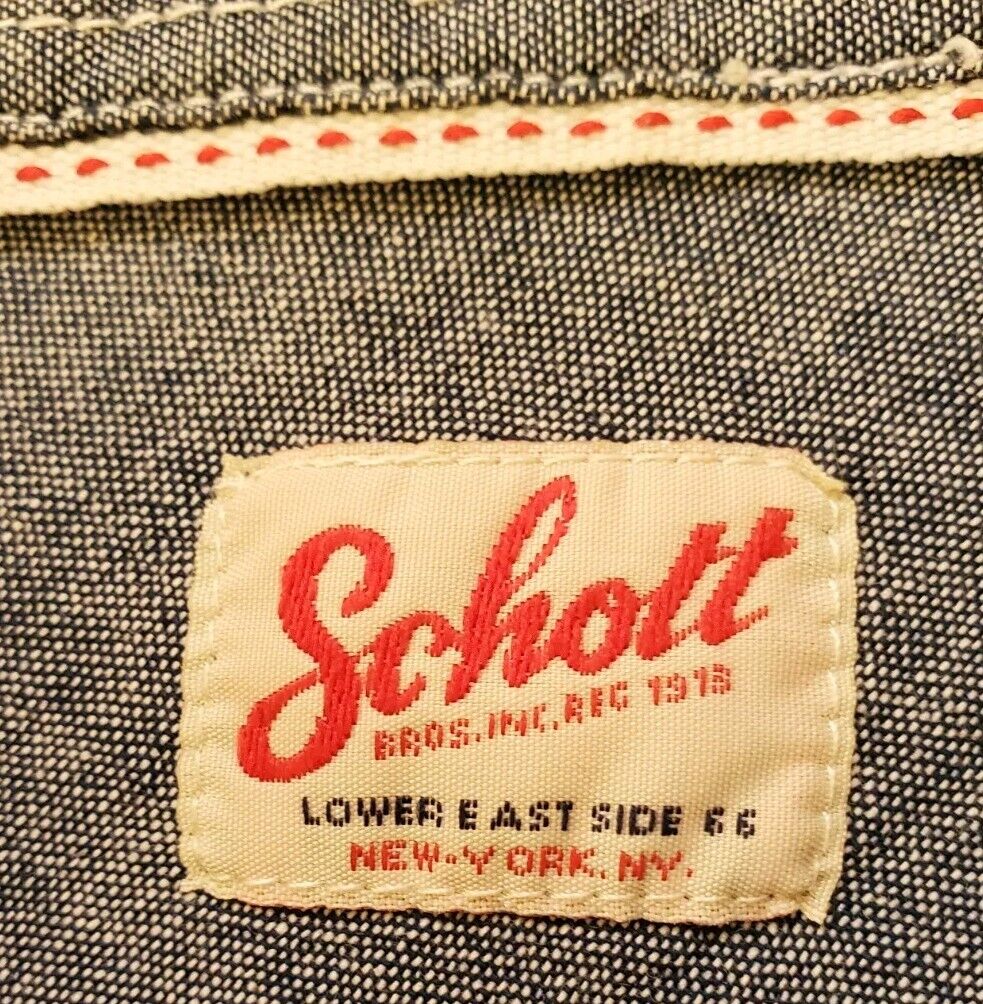 Schott
BROS. INC. REG 1913
LOWER EAST SIDE 66
NEW-YORK. NY.